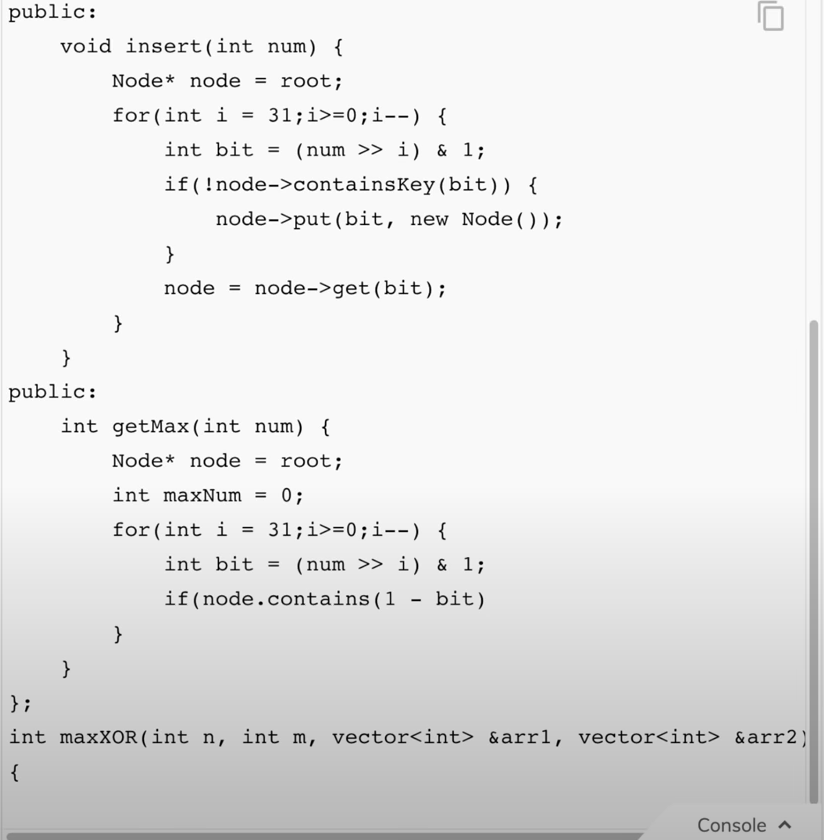 public:
    void insert(int num) {
        Node* node = root;
        for(int i = 31;i>=0;i--) {
            int bit = (num >> i) & 1;
            if(!node->containsKey(bit)) {
                node->put(bit, new Node());
            }
            node = node->get(bit);
        }
    }
public:
    int getMax(int num) {
        Node* node = root;
        int maxNum = 0;
        for(int i = 31;i>=0;i--) {
            int bit = (num >> i) & 1;
            if(node.contains(1 - bit)
        }
    }
};
int maxXOR(int n, int m, vector<int> &arr1, vector<int> &arr2)
{
Console